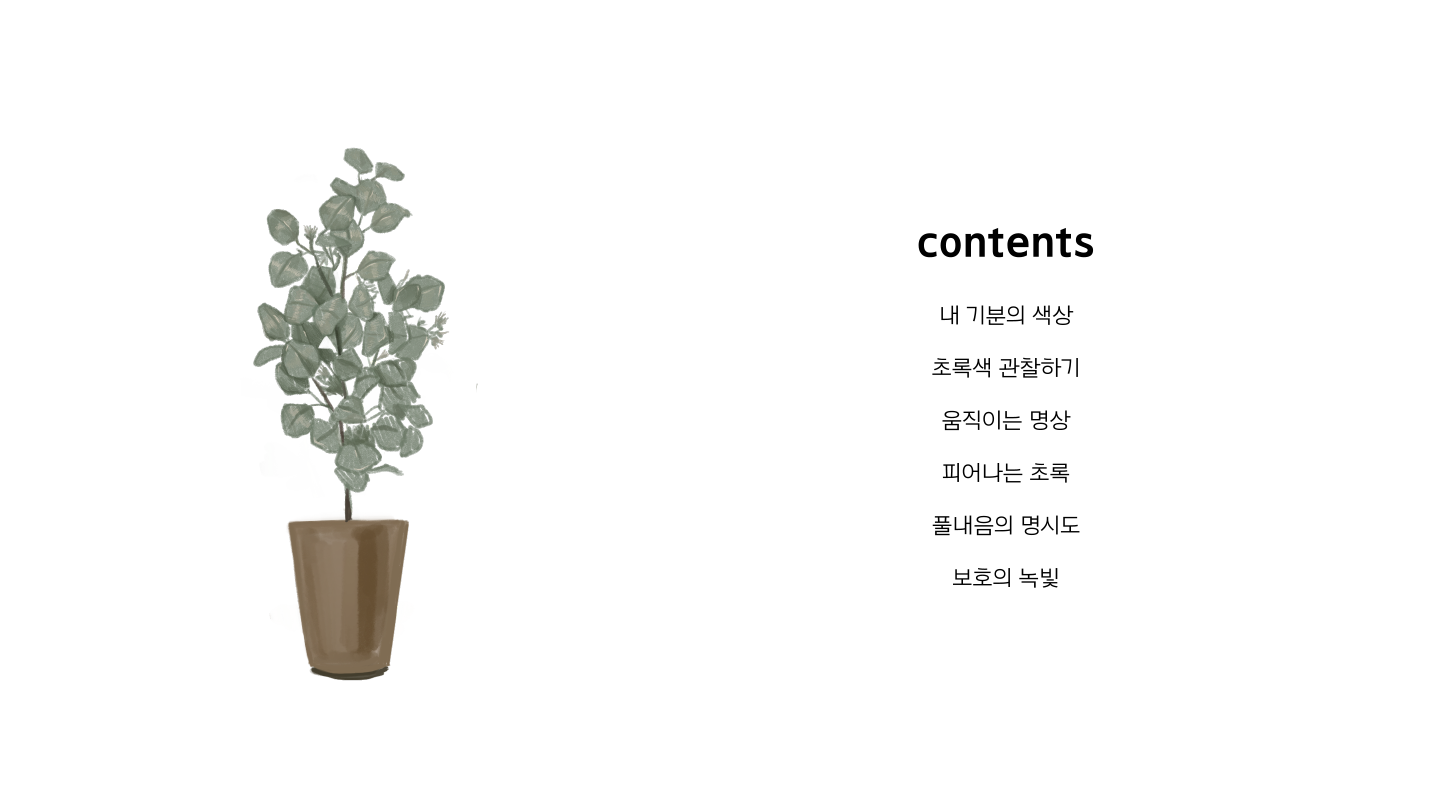 contents
내 기분의 색상
초록색 관찰하기
움직이는 명상
피어나는 초록
풀내음의 명시도
보호의 녹빛